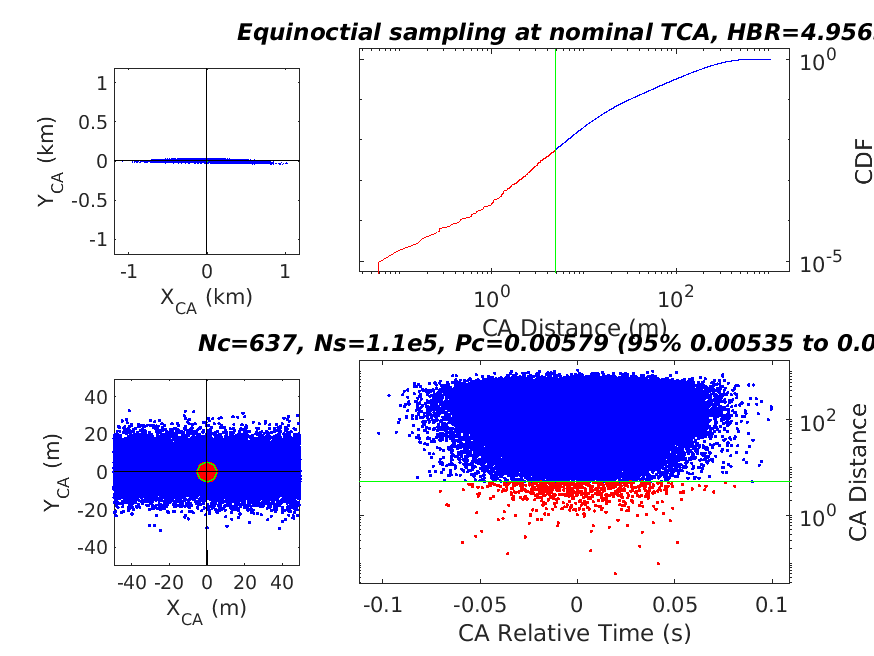 Equinoctial sampling at nominal TCA, HBR=4.956
1
0.5
0
-0.5
-1
Y_CA (km)
-1 0 1
X_CA (km)
10^0
10^-5
CDF
10^0 10^2
CA Distance (m)
Nc=637, Ns=1.1e5, Pc=0.00579 (95% 0.00535 to 0.0
40
20
0
-20
-40
Y_CA (m)
-40 -20 0 20 40
X_CA (m)
10^2
10^0
CA Distance
-0.1 -0.05 0 0.05 0.1
CA Relative Time (s)